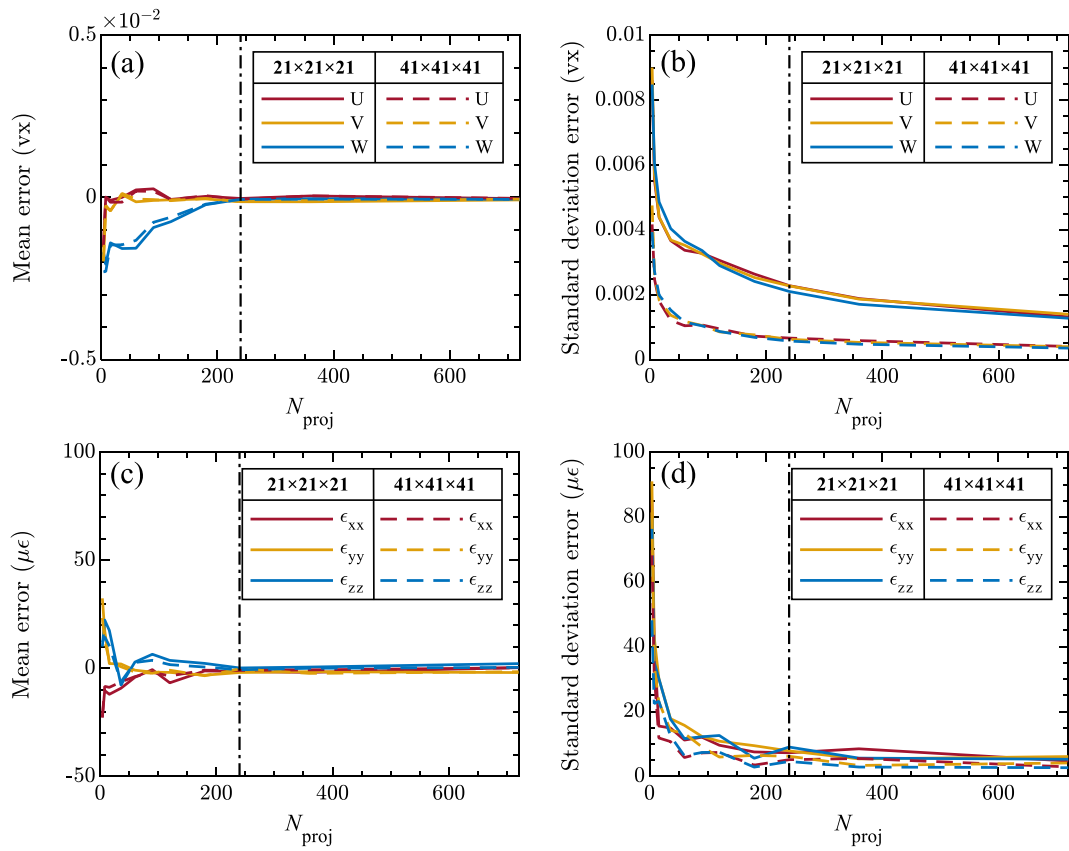 ×10⁻²
(a)
21×21×21 41×41×41
U U
V V
W W
0.5
0
-0.5
0 200 400 600
N_proj
Mean error (vx)
(b)
21×21×21 41×41×41
U U
V V
W W
0.01
0.008
0.006
0.004
0.002
0
0 200 400 600
N_proj
Standard deviation error (vx)
(c)
21×21×21 41×41×41
ϵ_xx ϵ_xx
ϵ_yy ϵ_yy
ϵ_zz ϵ_zz
100
50
0
-50
0 200 400 600
N_proj
Mean error (μϵ)
(d)
21×21×21 41×41×41
ϵ_xx ϵ_xx
ϵ_yy ϵ_yy
ϵ_zz ϵ_zz
100
80
60
40
20
0
0 200 400 600
N_proj
Standard deviation error (μϵ)